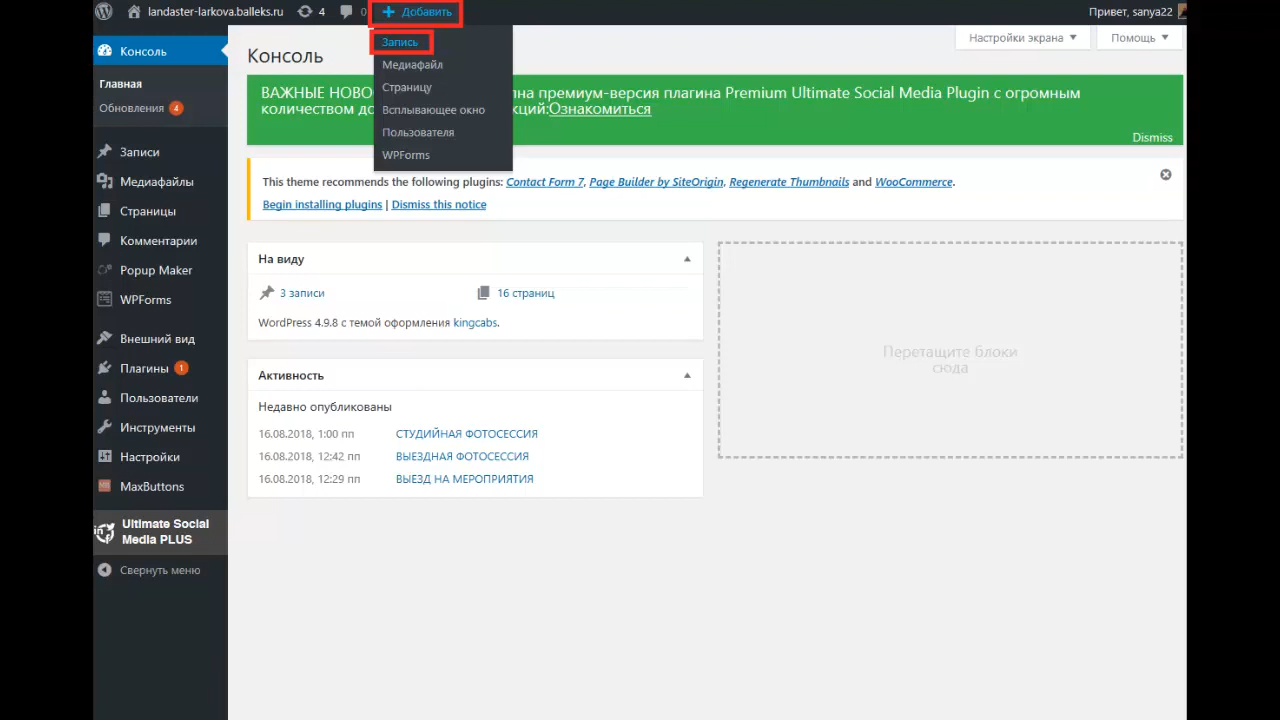 landaster-larkova.balleks.ru 4 0 Добавить Привет, sanya22
Запись
Медиафайл
Страницу
Всплывающее окно
Пользователя
WPForms
Консоль
Главная
Обновления 4
Записи
Медиафайлы
Страницы
Комментарии
Popup Maker
WPForms
Внешний вид
Плагины 1
Пользователи
Инструменты
Настройки
MaxButtons
Ultimate Social
Media PLUS
Свернуть меню
Настройки экрана Помощь
Консоль
ВАЖНЫЕ премиум-версия плагина Premium Ultimate Social Media Plugin с огромным
количеством Ознакомиться
Dismiss
This theme recommends the following plugins: Contact Form 7, Page Builder by SiteOrigin, Regenerate Thumbnails and WooCommerce.
Begin installing plugins | Dismiss this notice
На виду
3 записи 16 страниц
WordPress 4.9.8 с темой оформления kingcabs.
Активность
Недавно опубликованы
16.08.2018, 1:00 пп СТУДИЙНАЯ ФОТОСЕССИЯ
16.08.2018, 12:42 пп ВЫЕЗДНАЯ ФОТОСЕССИЯ
16.08.2018, 12:29 пп ВЫЕЗД НА МЕРОПРИЯТИЯ
Перетащите блоки
сюда